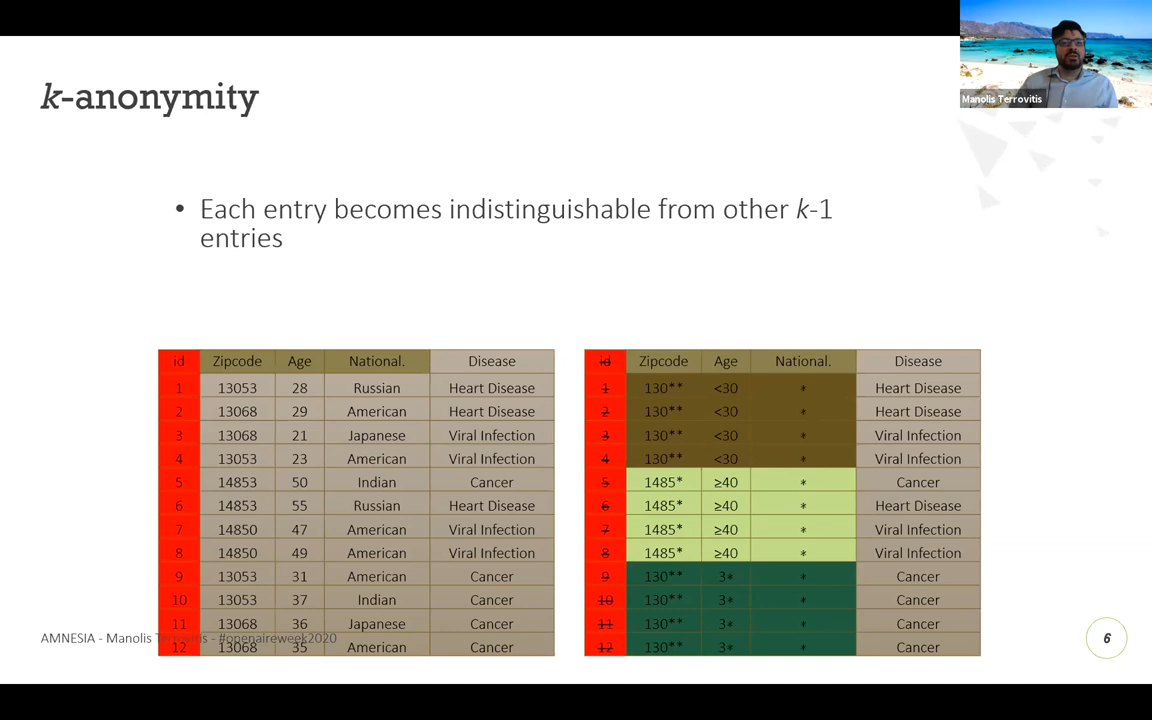 Manolis Terrovitis
k-anonymity
• Each entry becomes indistinguishable from other k-1
entries
id Zipcode Age National. Disease
1 13053 28 Russian Heart Disease
2 13068 29 American Heart Disease
3 13068 21 Japanese Viral Infection
4 13053 23 American Viral Infection
5 14853 50 Indian Cancer
6 14853 55 Russian Heart Disease
7 14850 47 American Viral Infection
8 14850 49 American Viral Infection
9 13053 31 American Cancer
10 13053 37 Indian Cancer
11 13068 36 Japanese Cancer
12 13068 35 American Cancer
id Zipcode Age National. Disease
1 130** <30 * Heart Disease
2 130** <30 * Heart Disease
3 130** <30 * Viral Infection
4 130** <30 * Viral Infection
5 1485* ≥40 * Cancer
6 1485* ≥40 * Heart Disease
7 1485* ≥40 * Viral Infection
8 1485* ≥40 * Viral Infection
9 130** 3* * Cancer
10 130** 3* * Cancer
11 130** 3* * Cancer
12 130** 3* * Cancer
AMNESIA - Manolis Terrovitis - #openaireweek2020
6